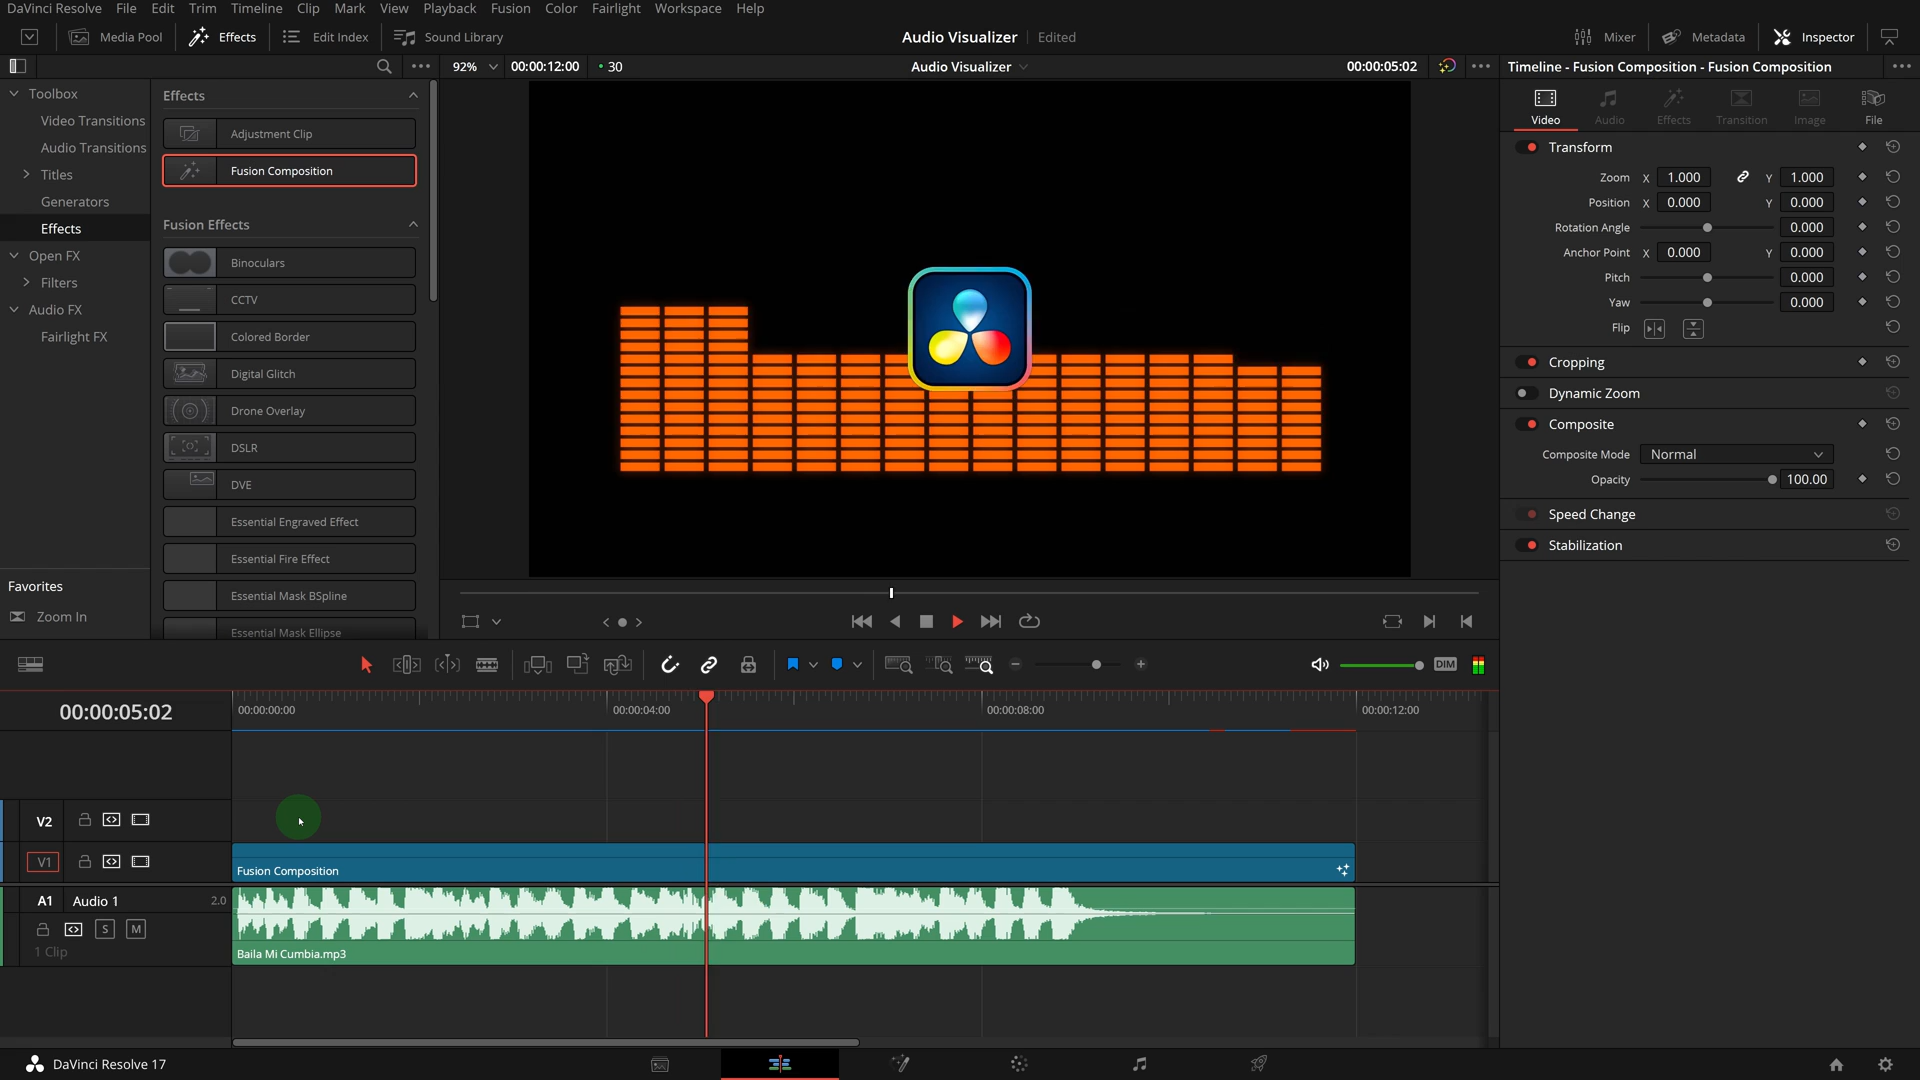 DaVinci Resolve File Edit Trim Timeline Clip Mark View Playback Fusion Color Fairlight Workspace Help
Media Pool Effects Edit Index Sound Library Audio Visualizer Edited Mixer Metadata Inspector
92% 00:00:12:00 30 Audio Visualizer 00:00:05:02 Timeline - Fusion Composition - Fusion Composition
Toolbox
Video Transitions
Audio Transitions
Titles
Generators
Effects
Open FX
Filters
Audio FX
Fairlight FX
Favorites
Zoom In
Effects
Adjustment Clip
Fusion Composition
Fusion Effects
Binoculars
CCTV
Colored Border
Digital Glitch
Drone Overlay
DSLR
DVE
Essential Engraved Effect
Essential Fire Effect
Essential Mask BSpline
Essential Mask Ellipse
Video Audio Effects Transition Image File
Transform
Zoom X 1.000 Y 1.000
Position X 0.000 Y 0.000
Rotation Angle 0.000
Anchor Point X 0.000 Y 0.000
Pitch 0.000
Yaw 0.000
Flip
Cropping
Dynamic Zoom
Composite
Composite Mode Normal
Opacity 100.00
Speed Change
Stabilization
DIM
00:00:05:02 00:00:00:00 00:00:04:00 00:00:08:00 00:00:12:00
V2
V1 Fusion Composition
A1 Audio 1 2.0
S M
1 Clip Baila Mi Cumbia.mp3
DaVinci Resolve 17